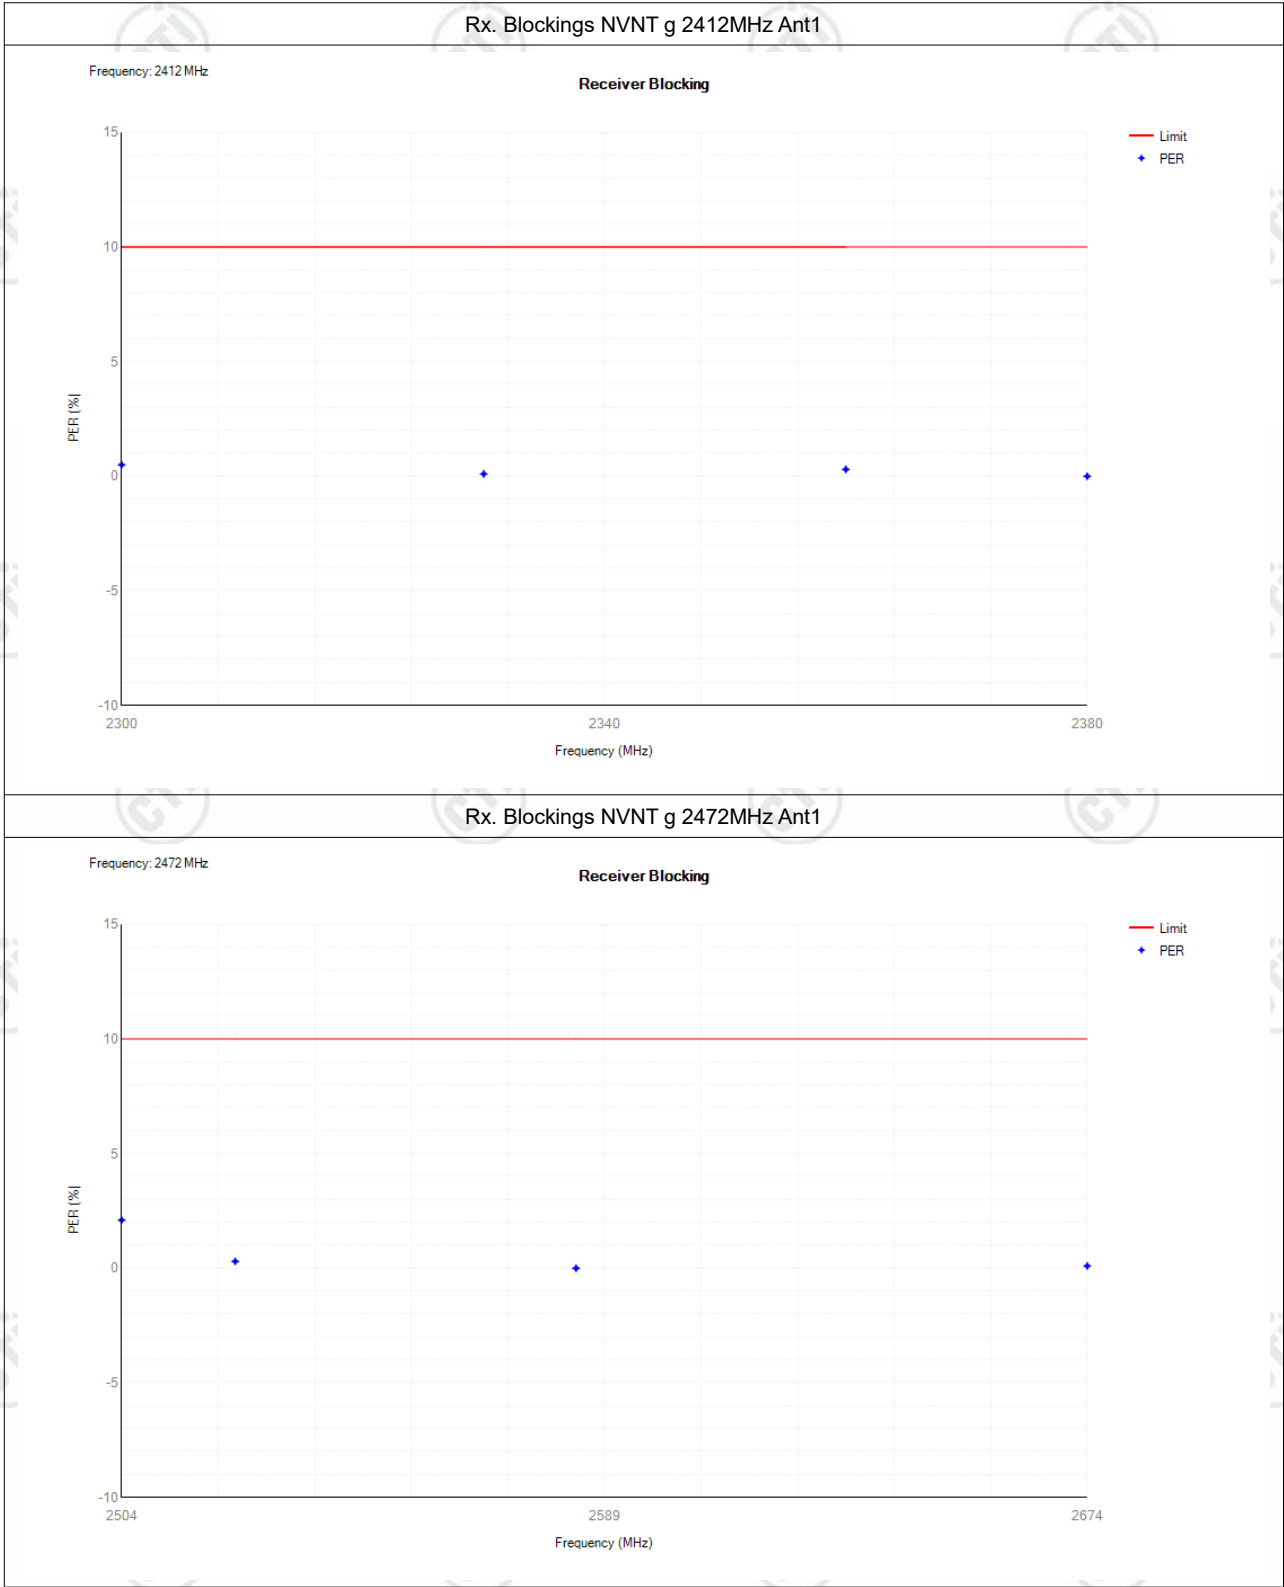 Rx. Blockings NVNT g 2412MHz Ant1
Frequency: 2412 MHz
Receiver Blocking
15
10
5
0
-5
-10
PER (%)
2300
2340
2380
Frequency (MHz)
Limit
PER
Rx. Blockings NVNT g 2472MHz Ant1
Frequency: 2472 MHz
Receiver Blocking
15
10
5
0
-5
-10
PER (%)
2504
2589
2674
Frequency (MHz)
Limit
PER